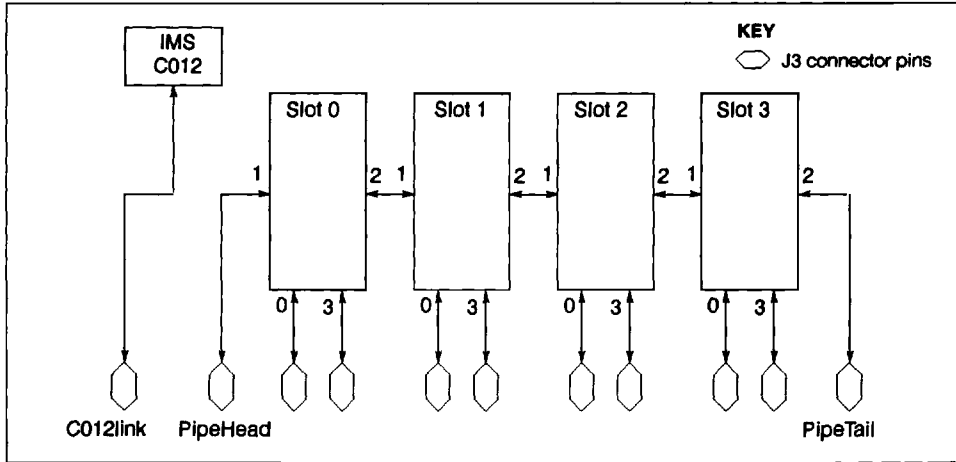 KEY
J3 connector pins
IMS
C012
Slot 0
Slot 1
Slot 2
Slot 3
1
2
1
2
1
2
1
2
0
3
0
3
0
3
0
3
C012link
PipeHead
PipeTail